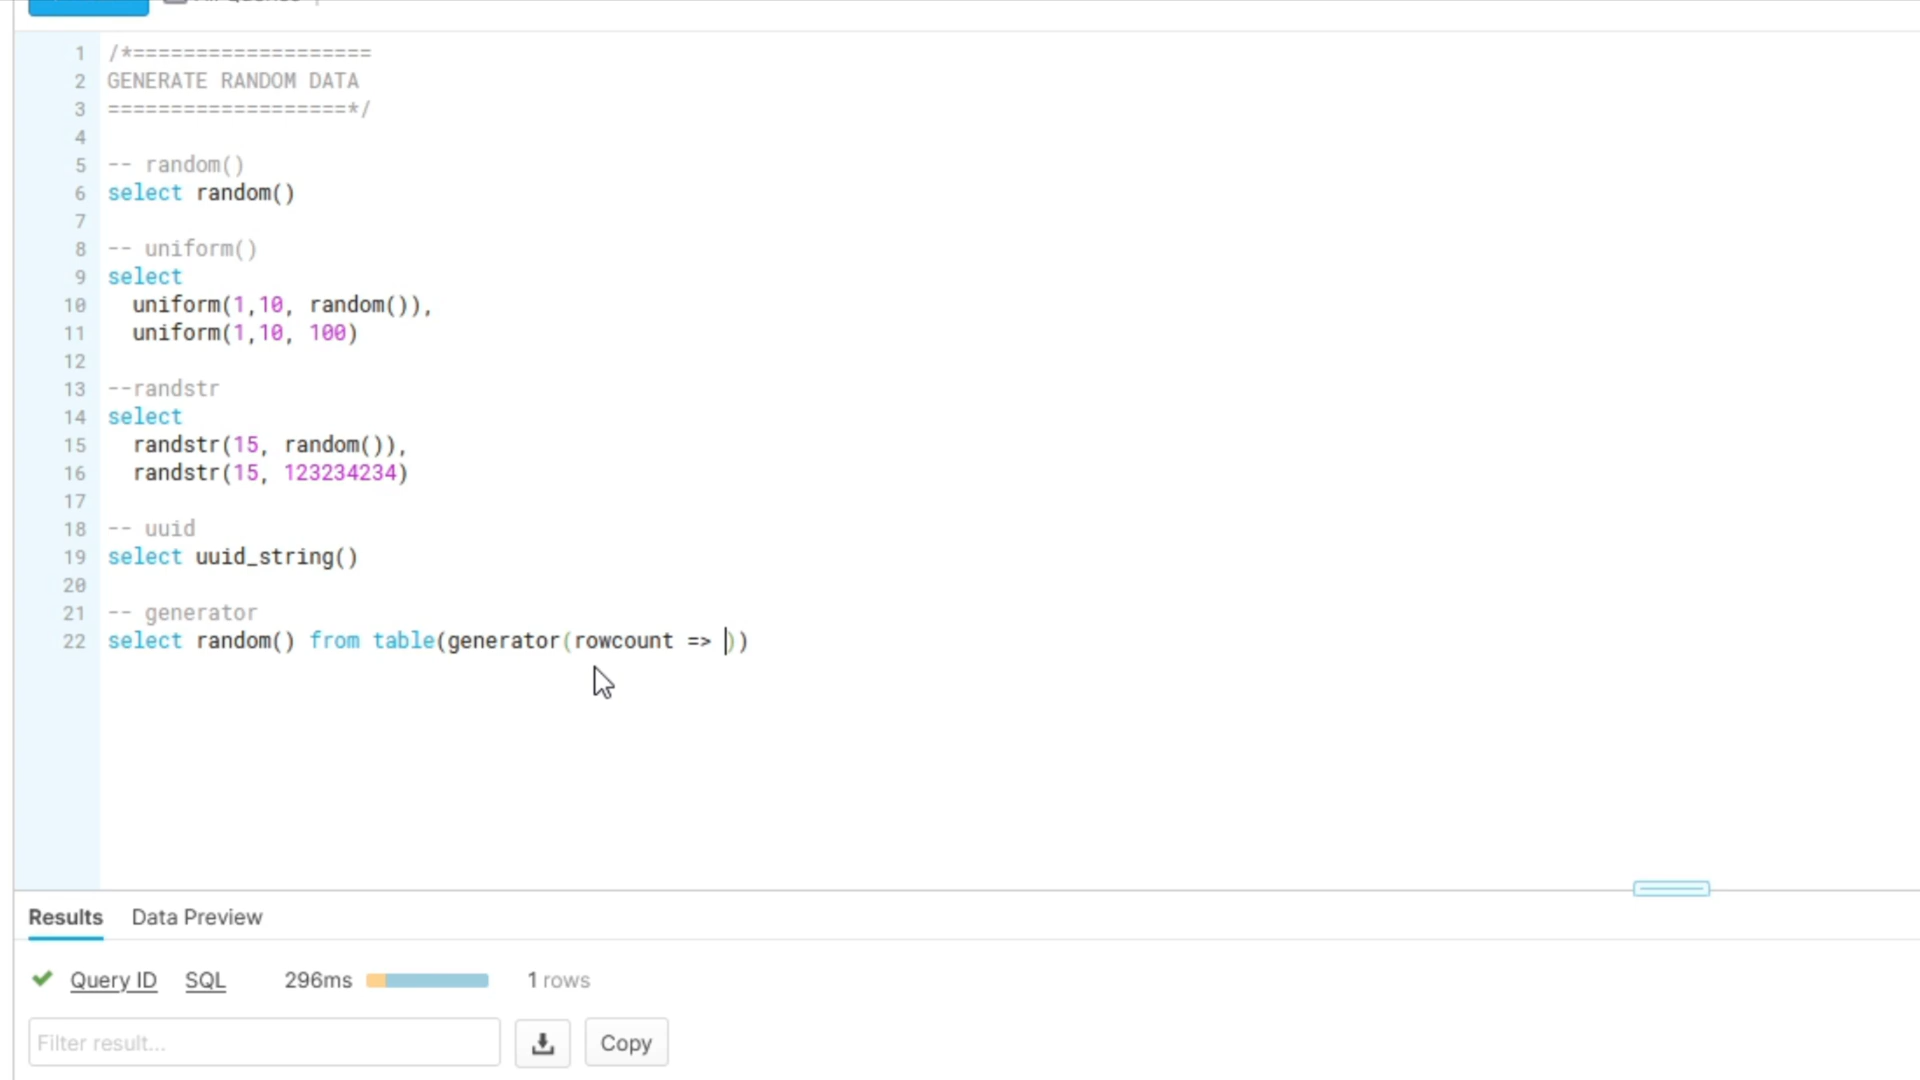 1 /*===================
2 GENERATE RANDOM DATA
3 ===================*/
4
5 -- random()
6 select random()
7
8 -- uniform()
9 select
10 uniform(1,10, random()),
11 uniform(1,10, 100)
12
13 --randstr
14 select
15 randstr(15, random()),
16 randstr(15, 123234234)
17
18 -- uuid
19 select uuid_string()
20
21 -- generator
22 select random() from table(generator(rowcount => ))
Results Data Preview
Query ID SQL 296ms 1 rows
Filter result... Copy